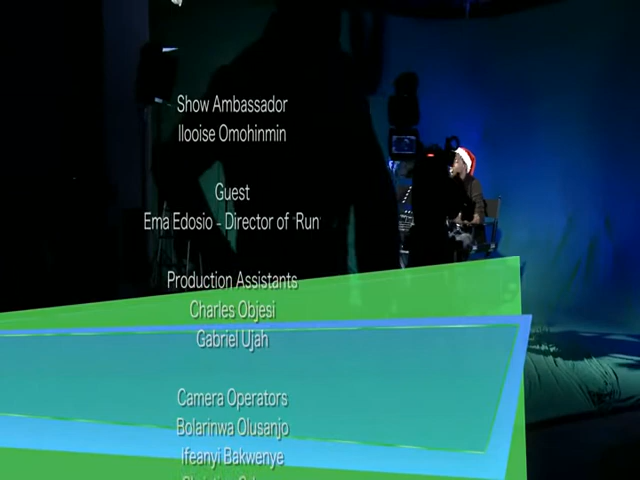 Show Ambassador
Ilooise Omohinmin
Guest
Ema Edosio - Director of 'Run'
Production Assistants
Charles Objesi
Gabriel Ujah
Camera Operators
Bolarinwa Olusanjo
Ifeanyi Bakwenye